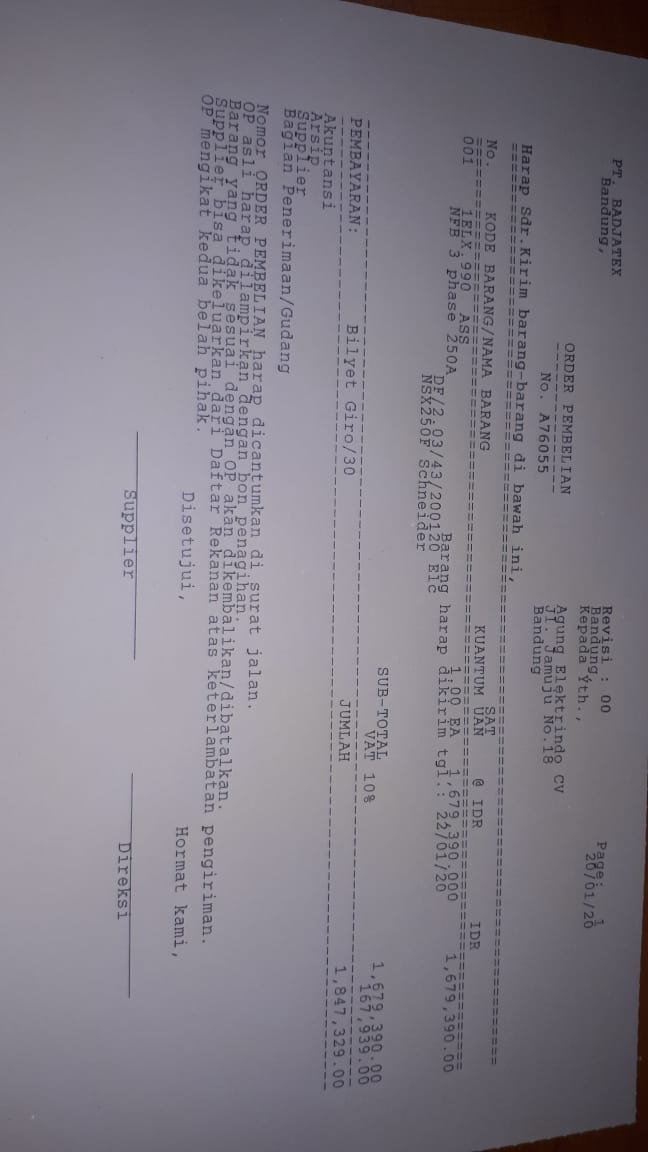 PT. BADJATEX
Bandung,
Revisi : 00
Page: 1
Bandung, 20/01/20
Kepada Yth.,
ORDER PEMBELIAN
No. A76055
Agung Elektrindo CV
Jl. Jamuju No.18
Bandung
Harap Sdr.Kirim barang-barang di bawah ini,
No. KODE BARANG/NAMA BARANG KUANTUM SAT UAN @ IDR IDR
001 1ELX.990 ASS 1.00 EA 1,679,390.000 1,679,390.00
NFB 3 phase 250A Barang harap dikirim tgl.: 22/01/20
DF/2.03/43/200120 Elc
NSX250F Schneider
SUB-TOTAL 1,679,390.00
VAT 10% 167,939.00
PEMBAYARAN: Bilyet Giro/30 JUMLAH 1,847,329.00
Akuntansi
Arsip
Supplier
Bagian Penerimaan/Gudang
Nomor ORDER PEMBELIAN harap dicantumkan di surat jalan.
OP asli harap dilampirkan dengan bon penagihan.
Barang yang tidak sesuai dengan OP akan dikembalikan/dibatalkan.
Supplier bisa dikeluarkan dari Daftar Rekanan atas keterlambatan pengiriman.
OP mengikat kedua belah pihak.
Disetujui, Hormat kami,
Supplier Direksi